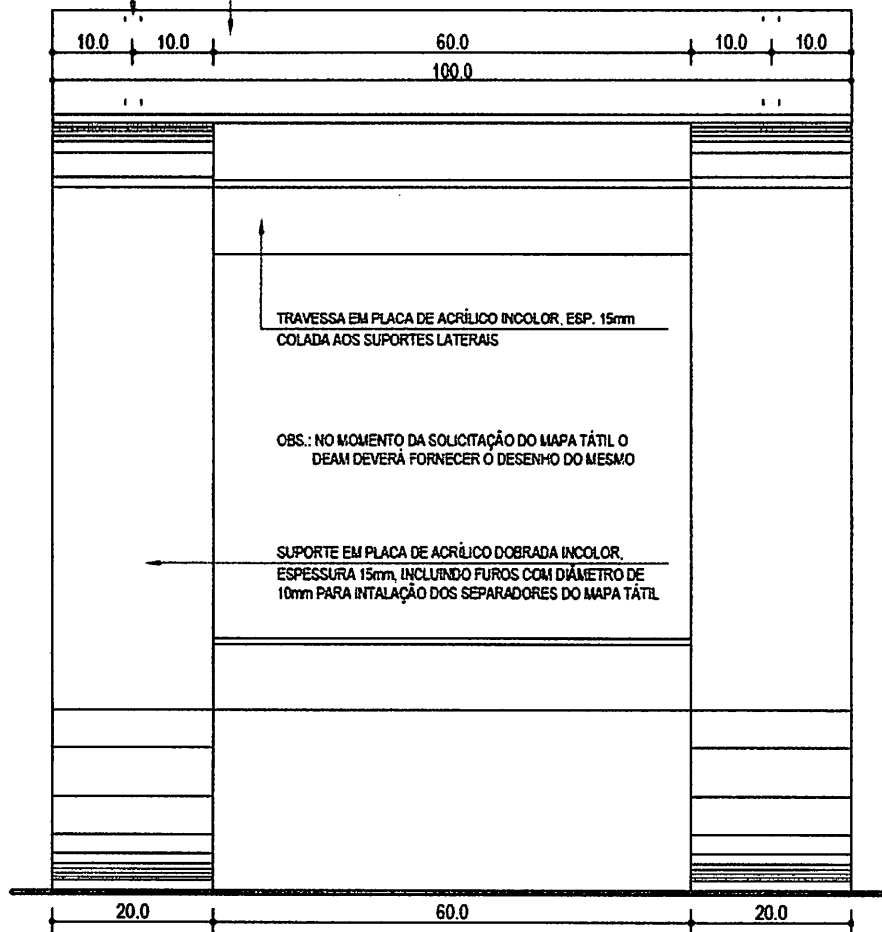 10.0 10.0 60.0 10.0 10.0
100.0
TRAVESSA EM PLACA DE ACRÍLICO INCOLOR, ESP. 15mm
COLADA AOS SUPORTES LATERAIS
OBS.: NO MOMENTO DA SOLICITAÇÃO DO MAPA TÁTIL O
DEAM DEVERÁ FORNECER O DESENHO DO MESMO
SUPORTE EM PLACA DE ACRÍLICO DOBRADA INCOLOR,
ESPESSURA 15mm, INCLUINDO FUROS COM DIÂMETRO DE
10mm PARA INTALAÇÃO DOS SEPARADORES DO MAPA TÁTIL
20.0 60.0 20.0